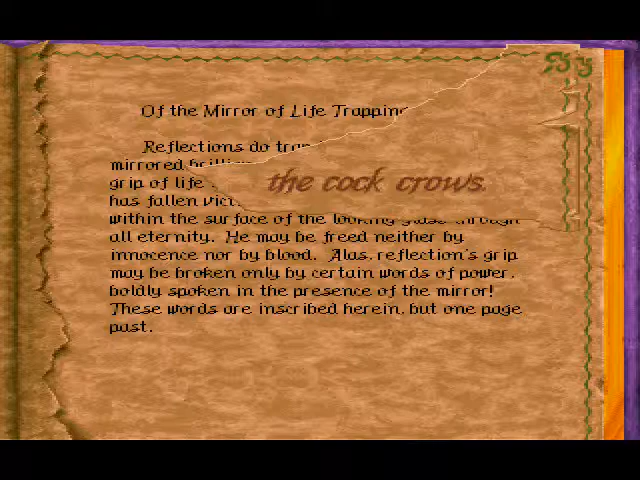 Of the Mirror of Life Trapping
Reflections do
mirrored
grip of life
the cock crows.
has fallen
within the surface of the looking glass through
all eternity. He may be freed neither by
innocence nor by blood. Alas, reflection's grip
may be broken only by certain words of power,
boldly spoken in the presence of the mirror!
These words are inscribed herein, but one page
past.